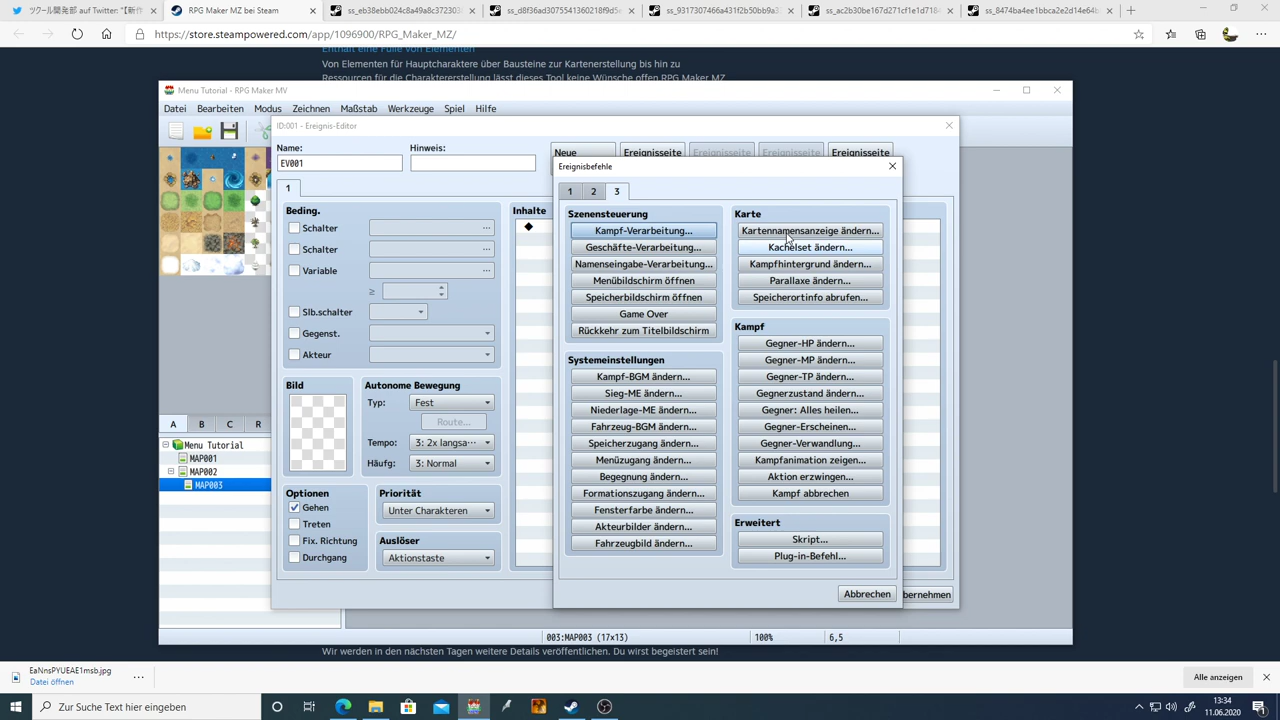 ツクール開発部 auf Twitter: "【新作
RPG Maker MZ bei Steam
ss_eb38ebb024c8a49a8c372303
ss_d8f36ad3075541360218f9d5e
ss_9317307466a431f2b50bb9a3
ss_ac2b30be167d271cf1e1d7184
ss_8474ba4ee1bbca2e2d14e64b
https://store.steampowered.com/app/1096900/RPG_Maker_MZ/
Enthält eine Fülle von Elementen
Von Elementen für Hauptcharaktere über Bausteine zur Kartenerstellung bis hin zu
Ressourcen für die Charaktererstellung lässt dieses Tool keine Wünsche offen RPG Maker MZ
Menu Tutorial - RPG Maker MV
Datei Bearbeiten Modus Zeichnen Maßstab Werkzeuge Spiel Hilfe
ID:001 - Ereignis-Editor
Name:
EV001
Hinweis:
Neue
Ereignisseite
Ereignisseite
Ereignisseite
Ereignisseite
1
Beding.
Schalter
Schalter
Variable
≥
Slb.schalter
Gegenst.
Akteur
Bild
Autonome Bewegung
Typ: Fest
Route...
Tempo: 3: 2x langsa···
Häufg: 3: Normal
Optionen
Gehen
Treten
Fix. Richtung
Durchgang
Priorität
Unter Charakteren
Auslöser
Aktionstaste
Inhalte
◆
Ereignisbefehle
1 2 3
Szenensteuerung
Kampf-Verarbeitung...
Geschäfte-Verarbeitung...
Namenseingabe-Verarbeitung...
Menübildschirm öffnen
Speicherbildschirm öffnen
Game Over
Rückkehr zum Titelbildschirm
Systemeinstellungen
Kampf-BGM ändern...
Sieg-ME ändern...
Niederlage-ME ändern...
Fahrzeug-BGM ändern...
Speicherzugang ändern...
Menüzugang ändern...
Begegnung ändern...
Formationszugang ändern...
Fensterfarbe ändern...
Akteurbilder ändern...
Fahrzeugbild ändern...
Karte
Kartennamensanzeige ändern...
Kachelset ändern...
Kampfhintergrund ändern...
Parallaxe ändern...
Speicherortinfo abrufen...
Kampf
Gegner-HP ändern...
Gegner-MP ändern...
Gegner-TP ändern...
Gegnerzustand ändern...
Gegner: Alles heilen...
Gegner-Erscheinen...
Gegner-Verwandlung...
Kampfanimation zeigen...
Aktion erzwingen...
Kampf abbrechen
Erweitert
Skript...
Plug-in-Befehl...
Abbrechen
bernehmen
A B C R
Menu Tutorial
MAP001
MAP002
MAP003
003:MAP003 (17×13)
100%
6,5
Wir werden in den nächsten Tagen weitere Details veröffentlichen. Du wirst begeistert sein!
EaNnsPYUEAE1msb.jpg
Datei öffnen
Alle anzeigen
Zur Suche Text hier eingeben
13:34
11.06.2020